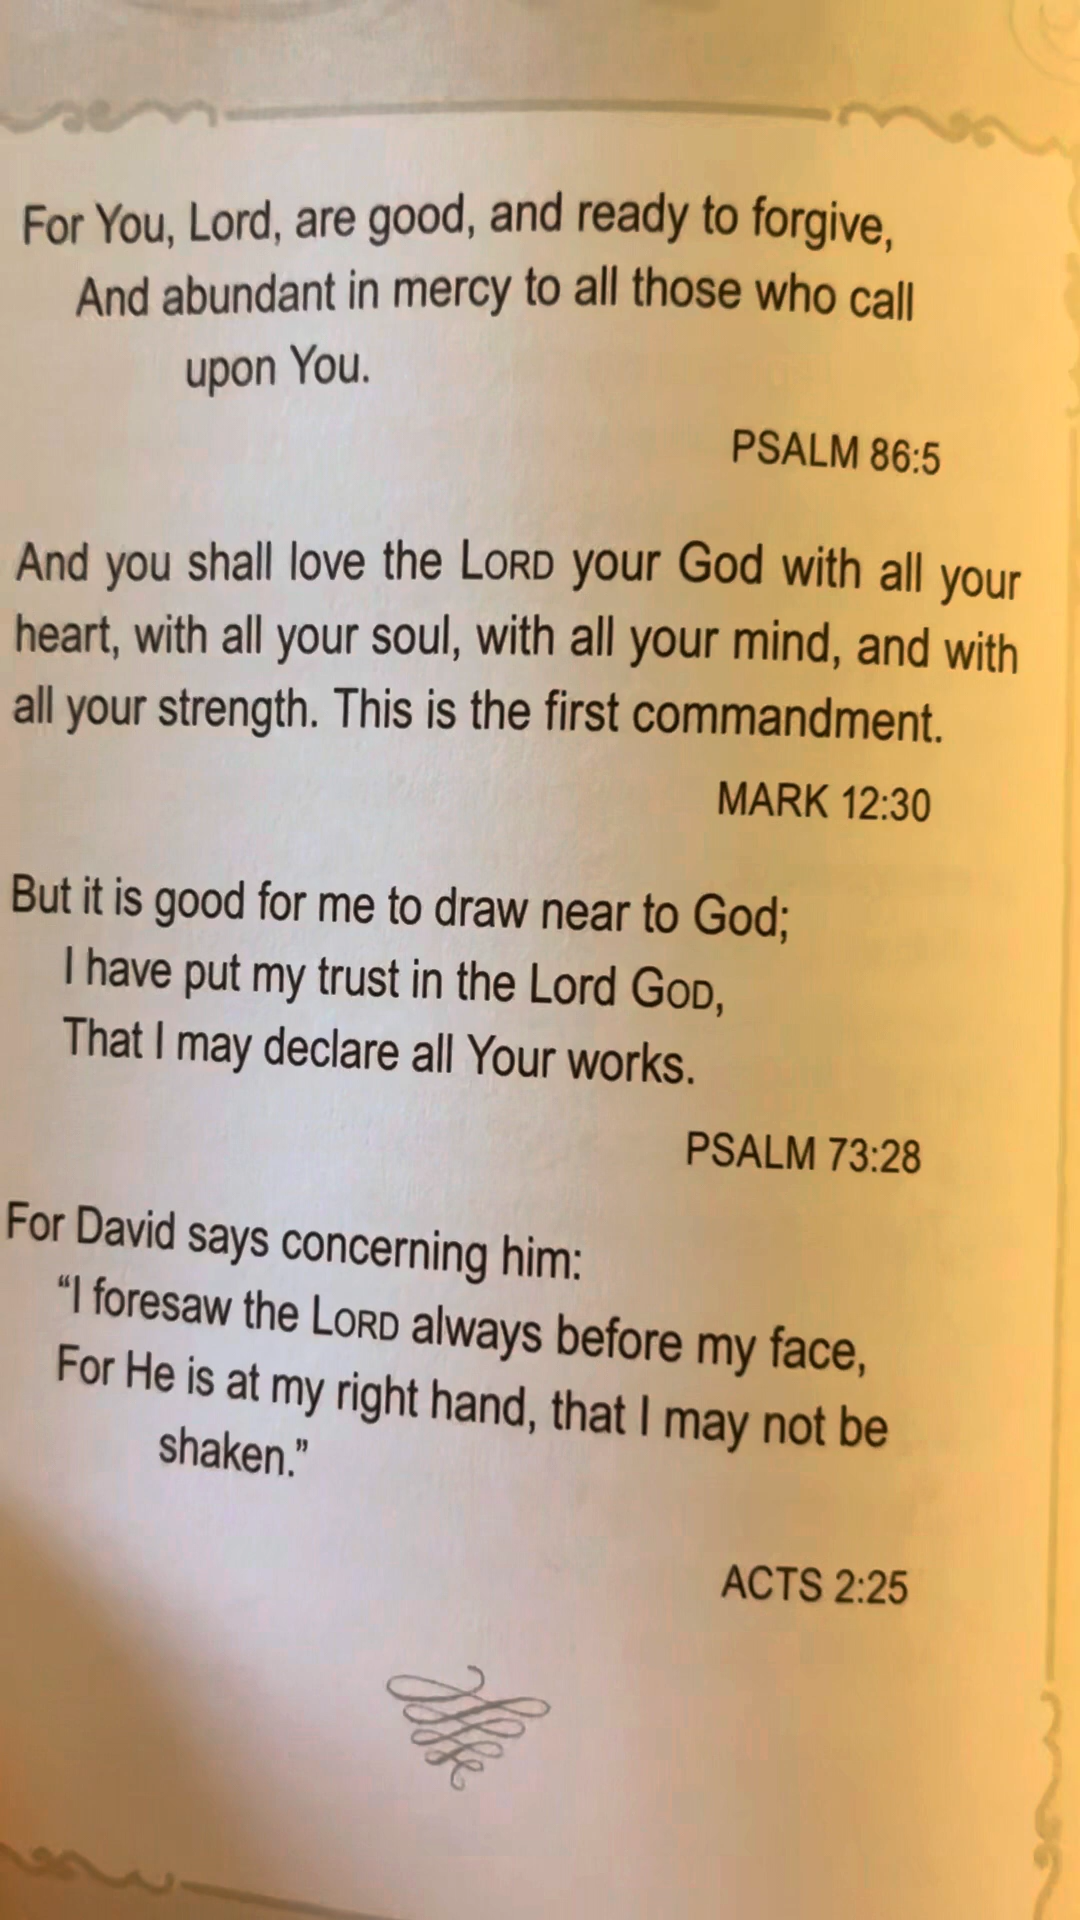 For You, Lord, are good, and ready to forgive,
And abundant in mercy to all those who call
upon You.
PSALM 86:5
And you shall love the LORD your God with all your
heart, with all your soul, with all your mind, and with
all your strength. This is the first commandment.
MARK 12:30
But it is good for me to draw near to God;
I have put my trust in the Lord GOD,
That I may declare all Your works.
PSALM 73:28
For David says concerning him:
“I foresaw the LORD always before my face,
For He is at my right hand, that I may not be
shaken.”
ACTS 2:25